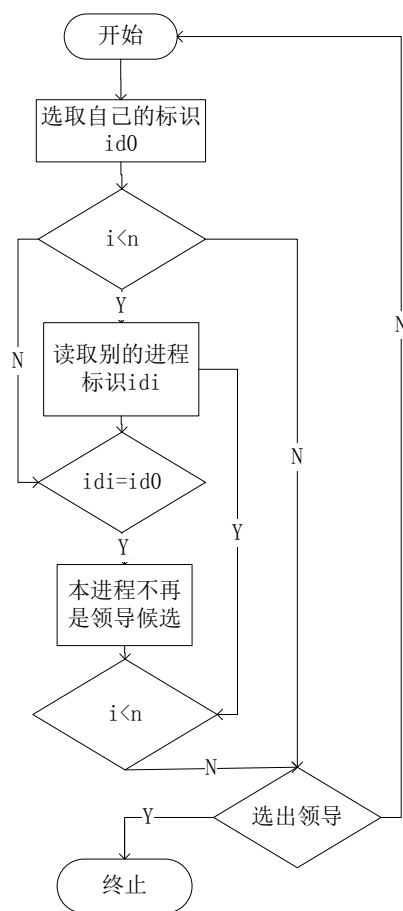 开始
选取自己的标识
id0
i<n
Y
读取别的进程
标识idi
N
N
N
idi=id0
Y
Y
本进程不再
是领导候选
i<n
N
选出领导
Y
终止